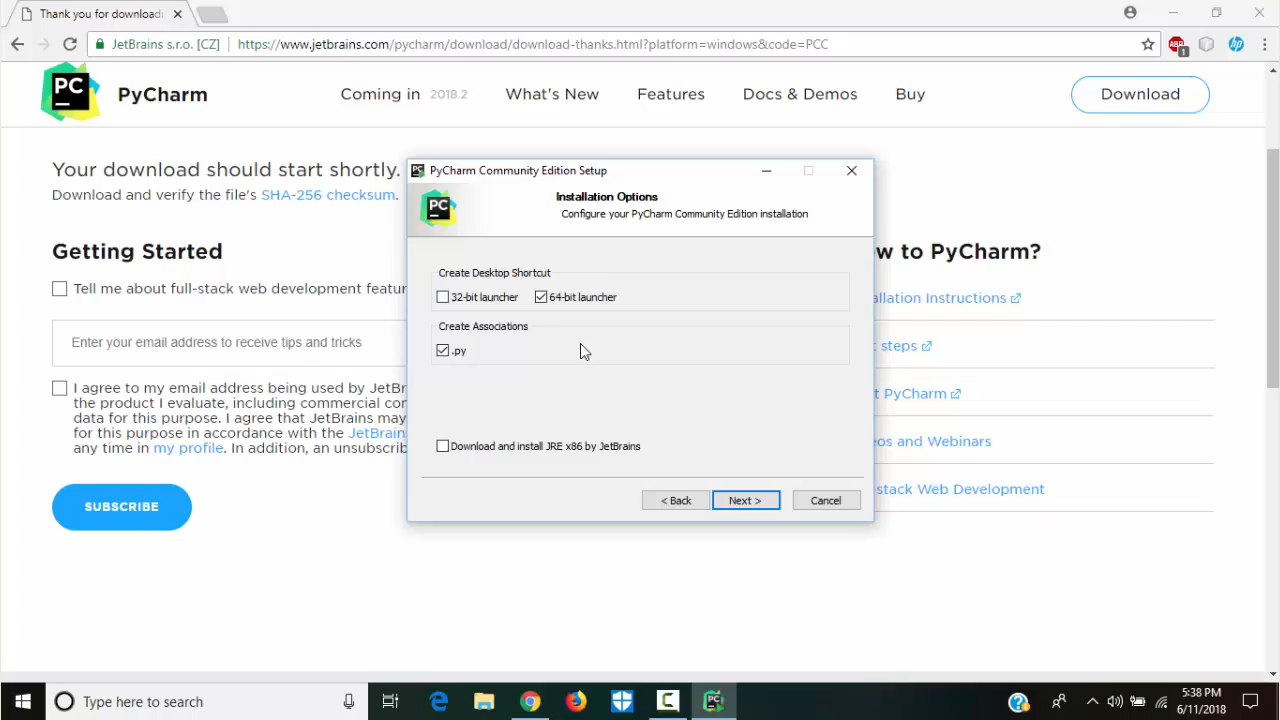 Thank you for downloadi
JetBrains s.r.o. [CZ]
https://www.jetbrains.com/pycharm/download/download-thanks.html?platform=windows&code=PCC
ABP
1
hp
PC
PyCharm
Coming in 2018.2
What's New
Features
Docs & Demos
Buy
Download
Your download should start shortly.
Download and verify the file's SHA-256 checksum.
Getting Started
Tell me about full-stack web development featur
Enter your email address to receive tips and tricks
I agree to my email address being used by JetBr
the product I evaluate, including commercial co
data for this purpose. I agree that JetBrains may
for this purpose in accordance with the JetBrain
any time in my profile. In addition, an unsubscrib
SUBSCRIBE
PC
PyCharm Community Edition Setup
PC
Installation Options
Configure your PyCharm Community Edition installation
Create Desktop Shortcut
32-bit launcher
64-bit launcher
Create Associations
.py
Download and install JRE x86 by JetBrains
< Back
Next >
Cancel
w to PyCharm?
allation Instructions
t steps
t PyCharm
eos and Webinars
-stack Web Development
Type here to search
C
PC
5:38 PM
6/11/2018